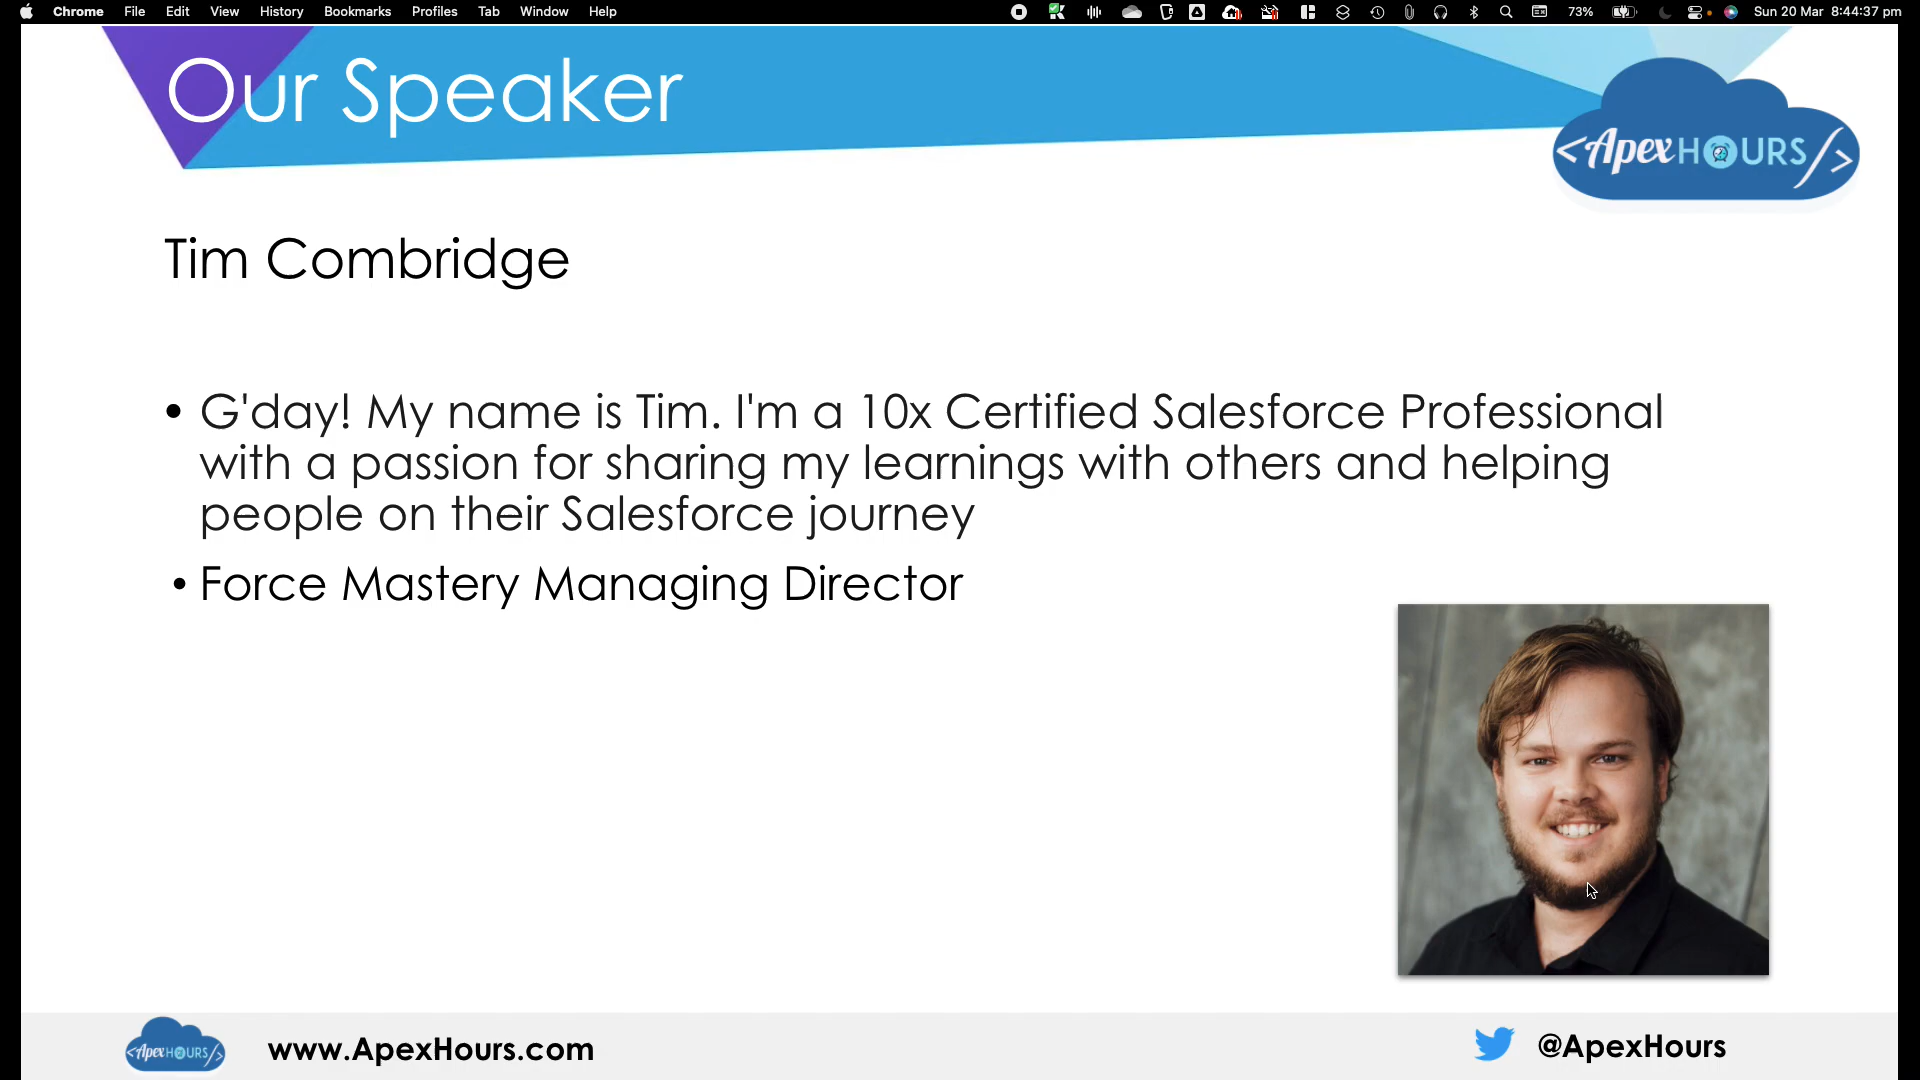 Chrome File Edit View History Bookmarks Profiles Tab Window Help 73% Sun 20 Mar 8:44:37 pm
Our Speaker
<ApexHOURS/>
Tim Combridge
• G'day! My name is Tim. I'm a 10x Certified Salesforce Professional
with a passion for sharing my learnings with others and helping
people on their Salesforce journey
• Force Mastery Managing Director
<ApexHOURS/> www.ApexHours.com @ApexHours